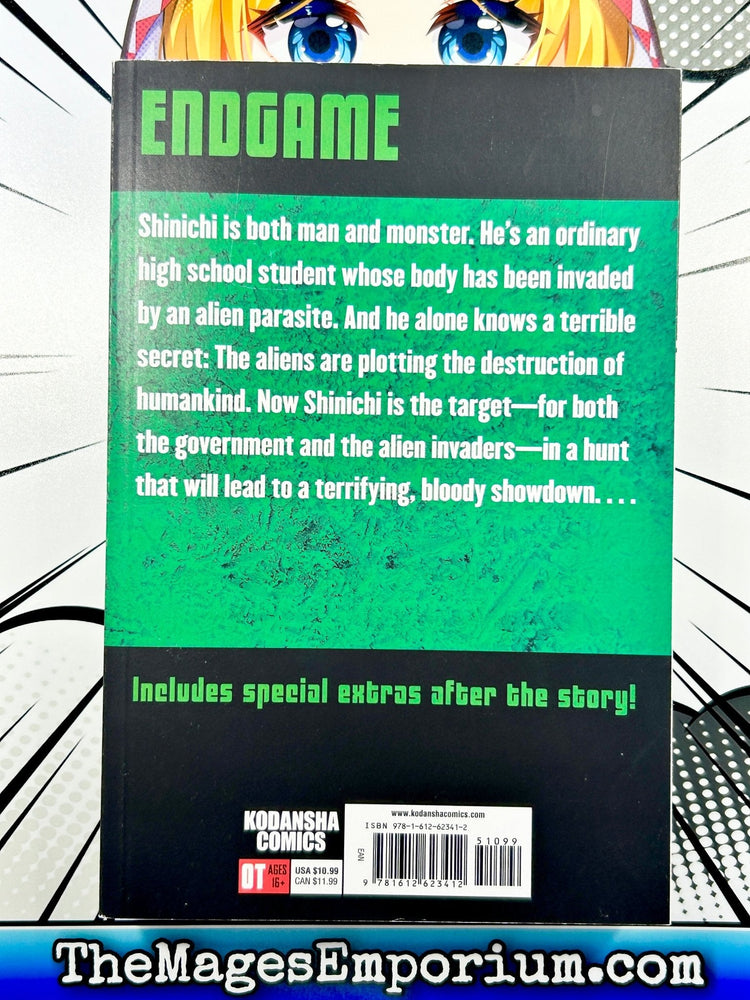 ENDGAME
Shinichi is both man and monster. He's an ordinary
high school student whose body has been invaded
by an alien parasite. And he alone knows a terrible
secret: The aliens are plotting the destruction of
humankind. Now Shinichi is the target—for both
the government and the alien invaders—in a hunt
that will lead to a terrifying, bloody showdown. . . .
Includes special extras after the story!
KODANSHA
COMICS
OT AGES
16+
USA $10.99
CAN $11.99
www.kodanshacomics.com
ISBN 978-1-612-62341-2
51099
EAN
9 781612 623412
TheMagesEmporium.com